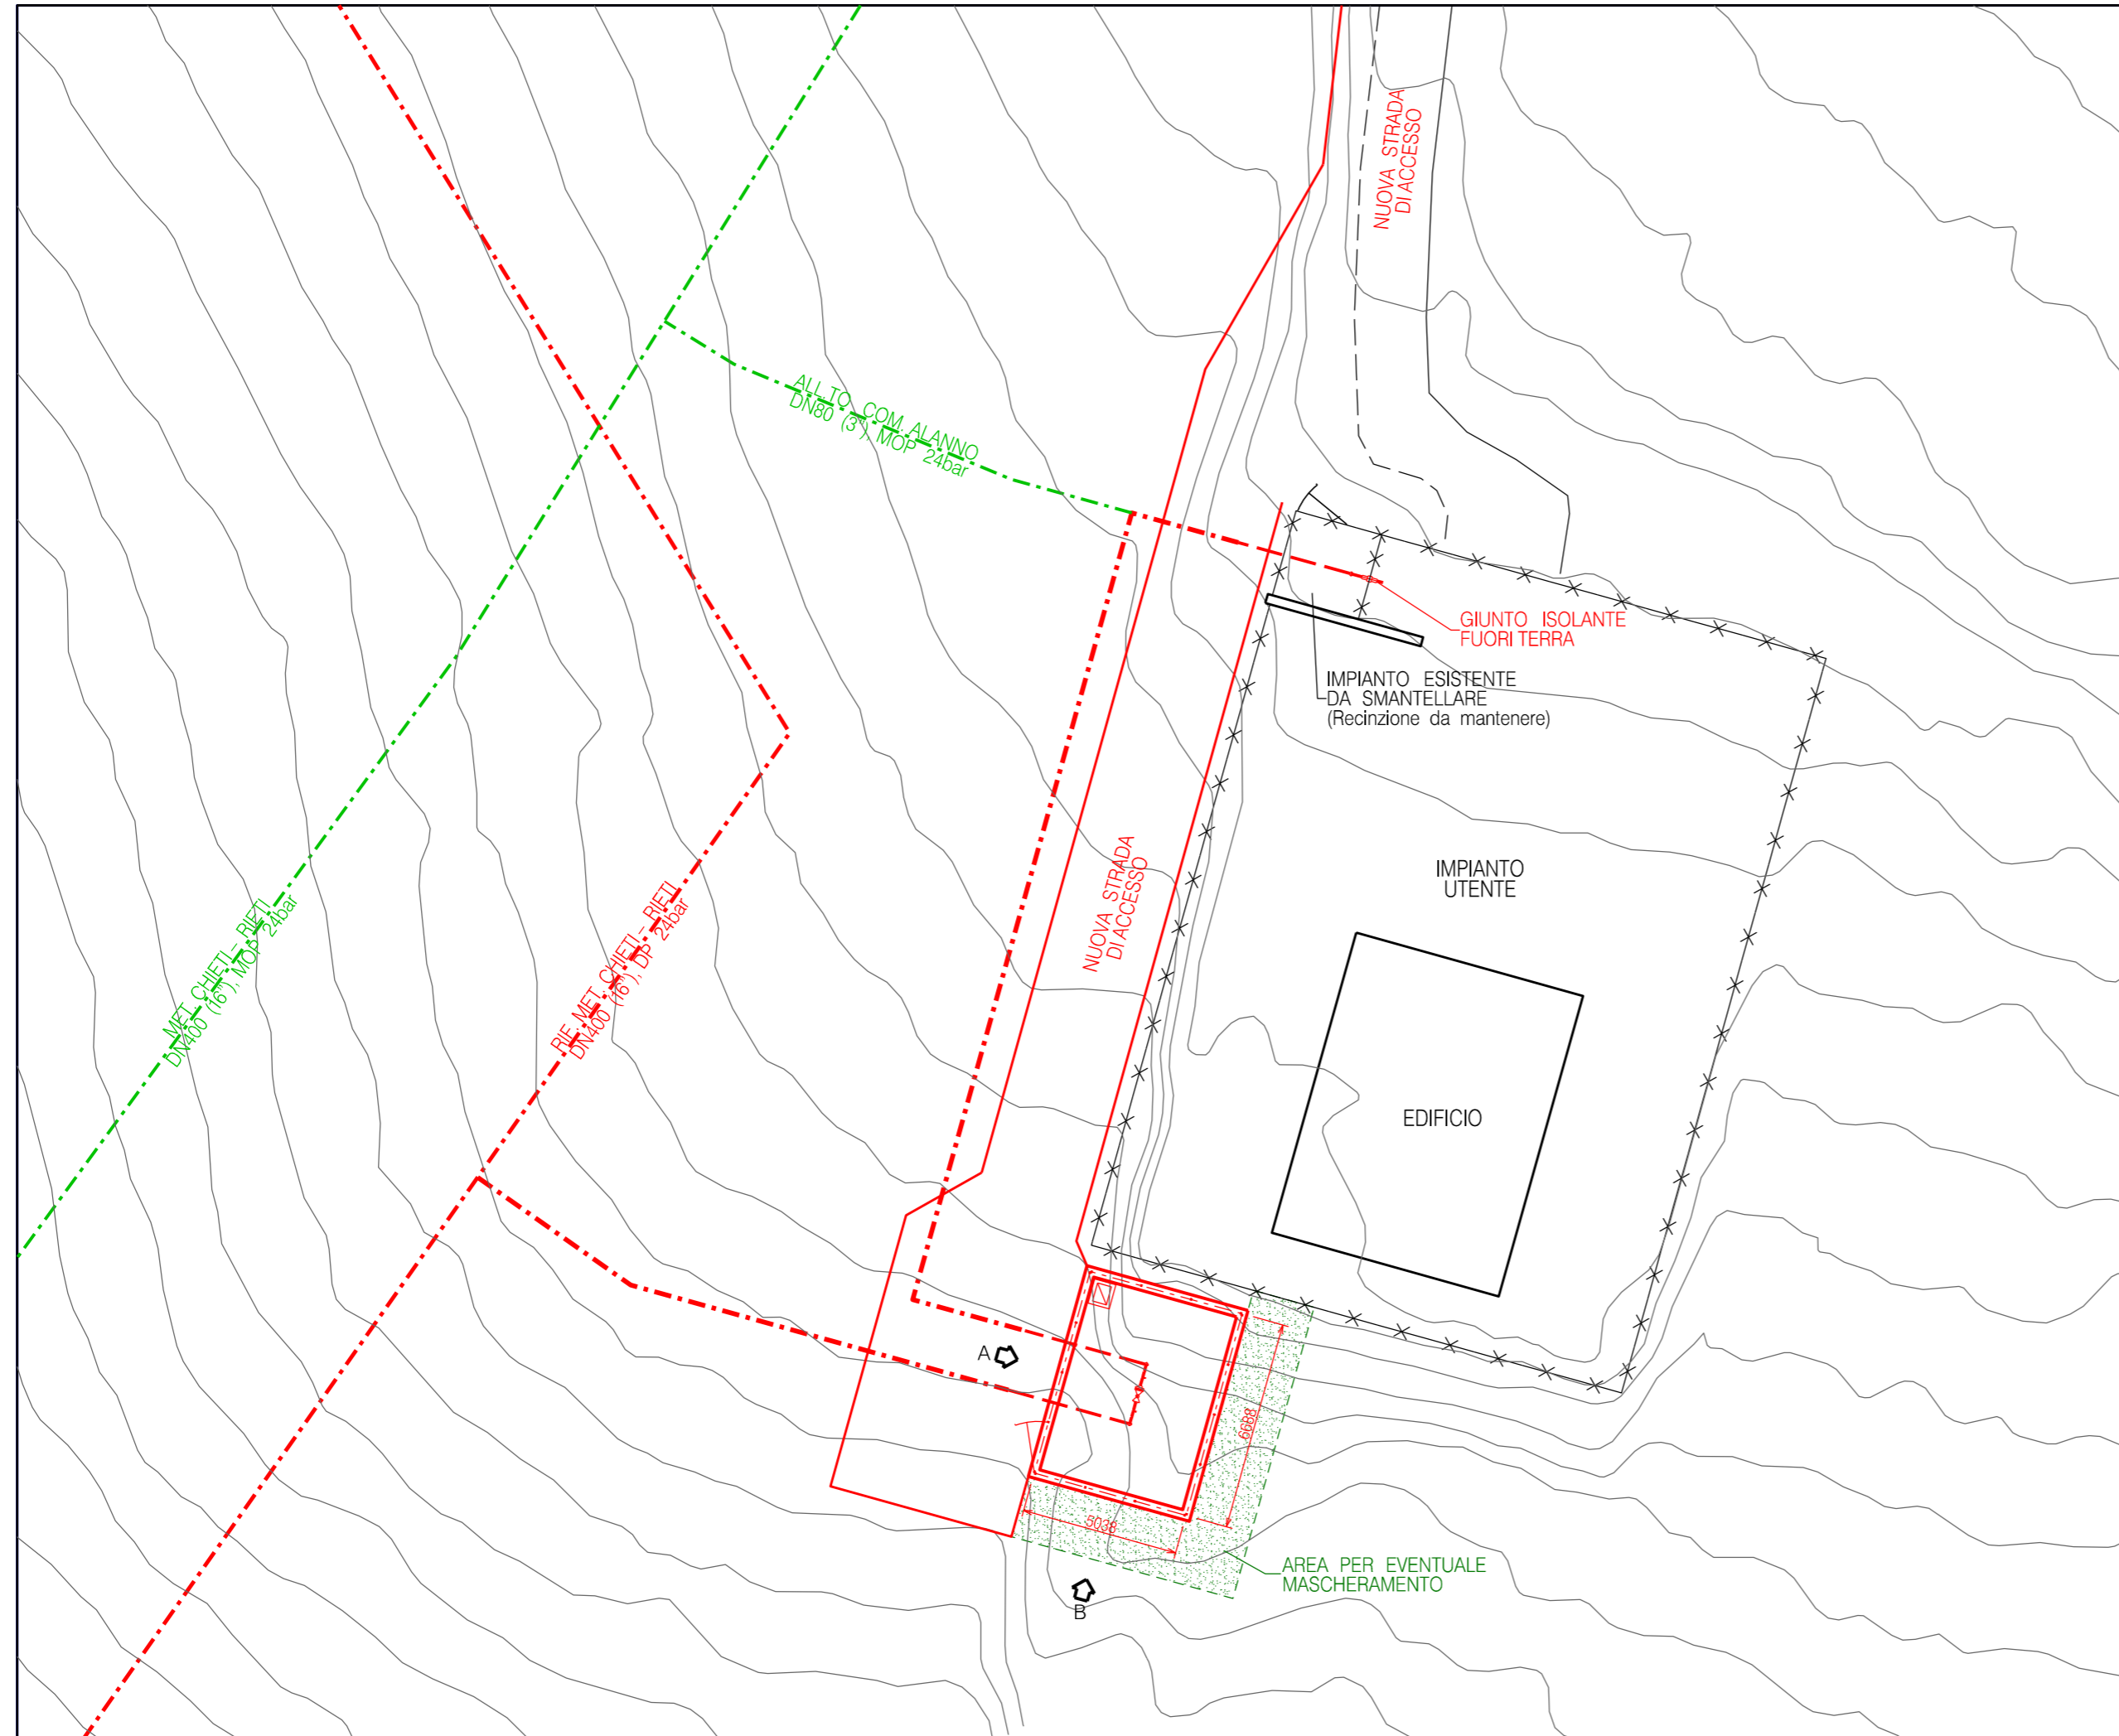 NUOVA STRADA
DI ACCESSO
ALL.TO COM. ALANNO
DN80 (3"), MOP 24bar
GIUNTO ISOLANTE
FUORI TERRA
IMPIANTO ESISTENTE
DA SMANTELLARE
(Recinzione da mantenere)
IMPIANTO
UTENTE
NUOVA STRADA
DI ACCESSO
MET. CHIETI - RIETI
DN400 (16"), MOP 24bar
RIF. MET. CHIETI - RIETI
DN400 (16"), DP 24bar
EDIFICIO
A
6688
5038
AREA PER EVENTUALE
MASCHERAMENTO
B